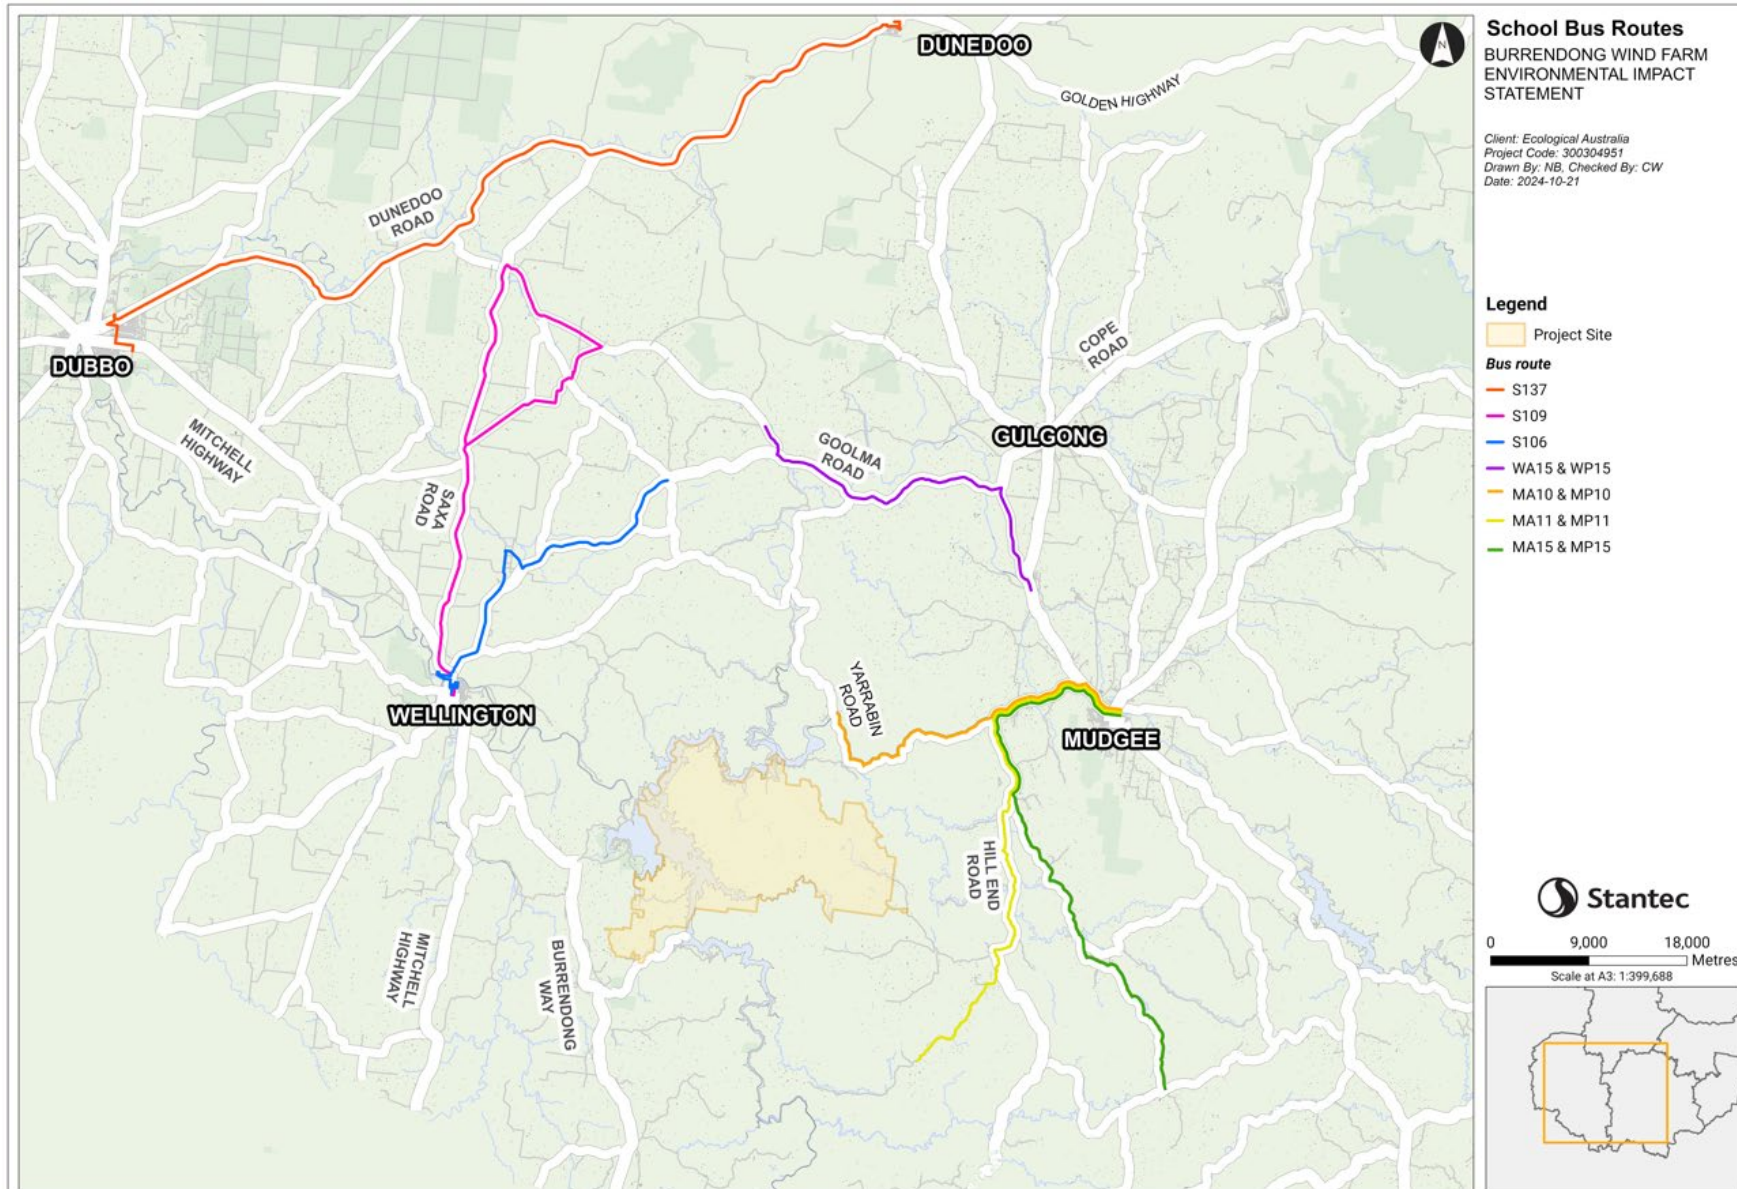 School Bus Routes
BURRENDONG WIND FARM
ENVIRONMENTAL IMPACT
STATEMENT
Client: Ecological Australia
Project Code: 300304951
Drawn By: NB, Checked By: CW
Date: 2024-10-21
Legend
Project Site
Bus route
S137
S109
S106
WA15 & WP15
MA10 & MP10
MA11 & MP11
MA15 & MP15
Stantec
0 9,000 18,000
Metres
Scale at A3: 1:399,688
N
DUNEDOO
GOLDEN HIGHWAY
DUNEDOO
ROAD
DUBBO
COPE
ROAD
MITCHELL
HIGHWAY
GULGONG
GOOLMA
ROAD
SAXA
ROAD
YARRABIN
ROAD
WELLINGTON
MUDGEE
HILL END
ROAD
MITCHELL
HIGHWAY
BURRENDONG
WAY